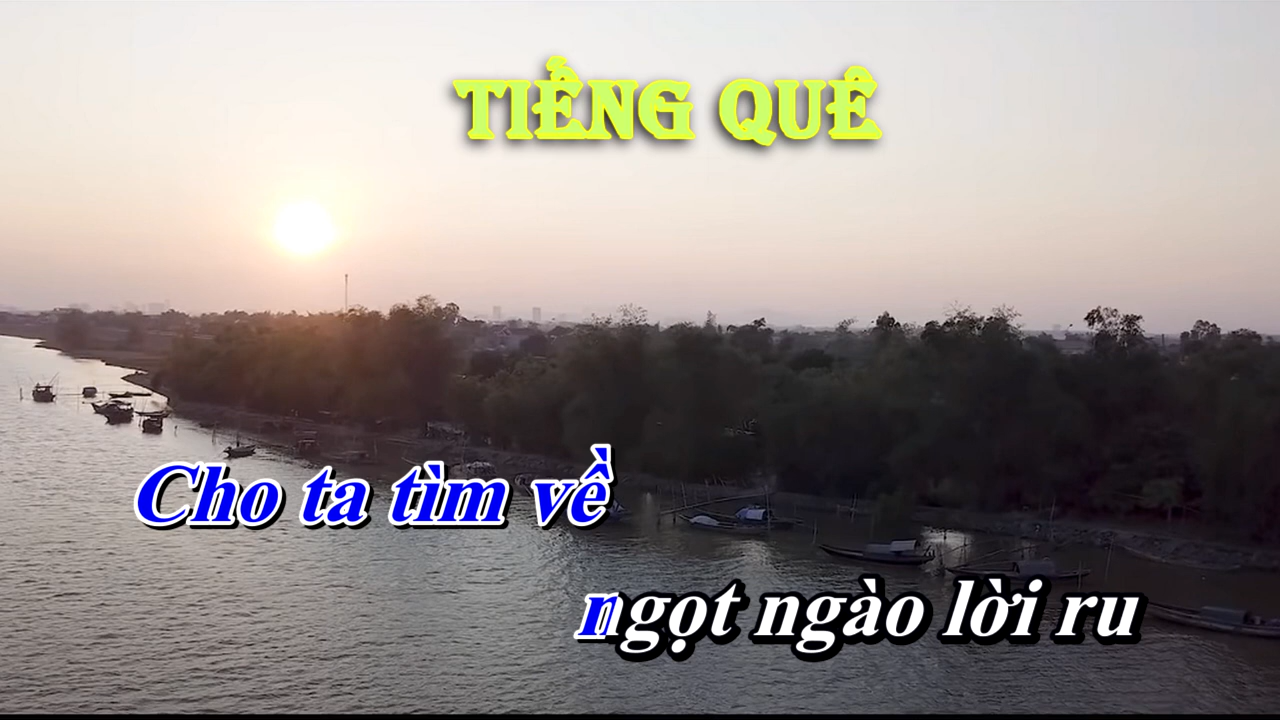 TIẾNG QUÊ
Cho ta tìm về
ngọt ngào lời ru